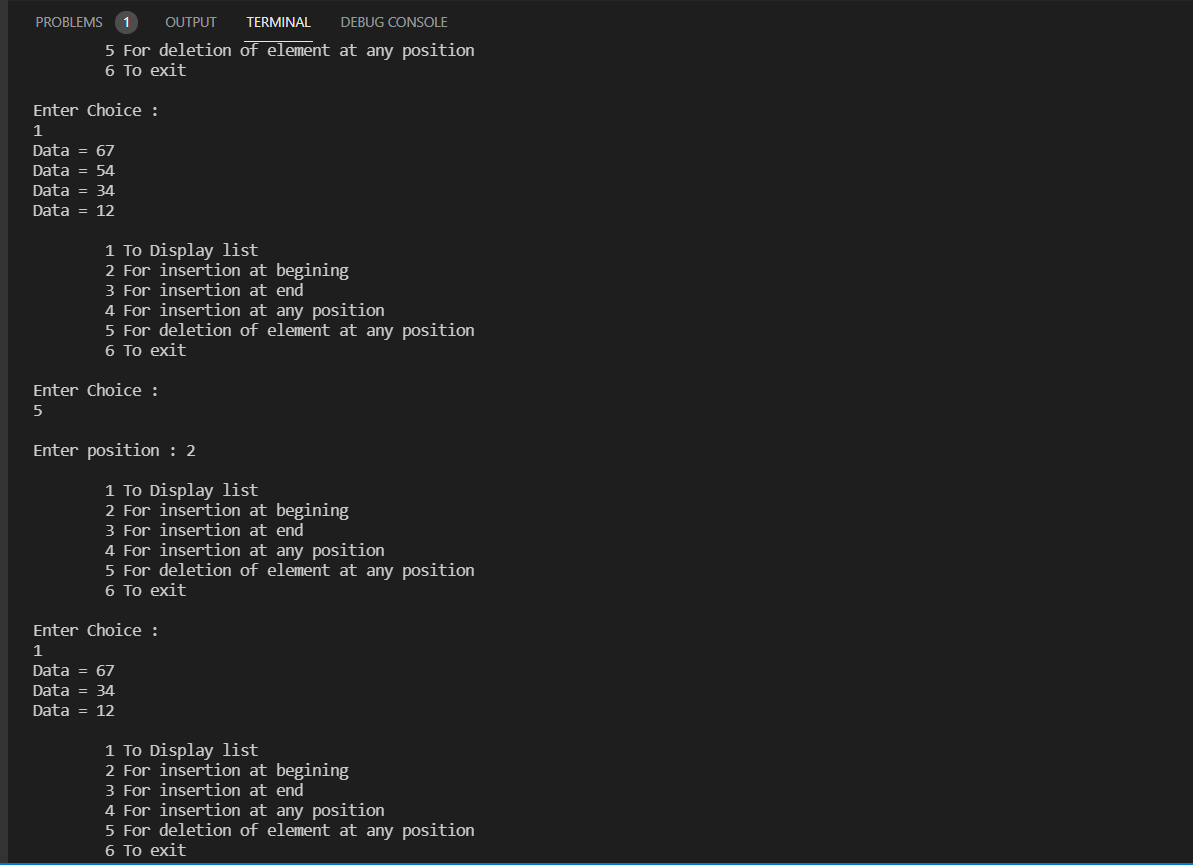 PROBLEMS 1 OUTPUT TERMINAL DEBUG CONSOLE
5 For deletion of element at any position
6 To exit
Enter Choice :
1
Data = 67
Data = 54
Data = 34
Data = 12
1 To Display list
2 For insertion at begining
3 For insertion at end
4 For insertion at any position
5 For deletion of element at any position
6 To exit
Enter Choice :
5
Enter position : 2
1 To Display list
2 For insertion at begining
3 For insertion at end
4 For insertion at any position
5 For deletion of element at any position
6 To exit
Enter Choice :
1
Data = 67
Data = 34
Data = 12
1 To Display list
2 For insertion at begining
3 For insertion at end
4 For insertion at any position
5 For deletion of element at any position
6 To exit